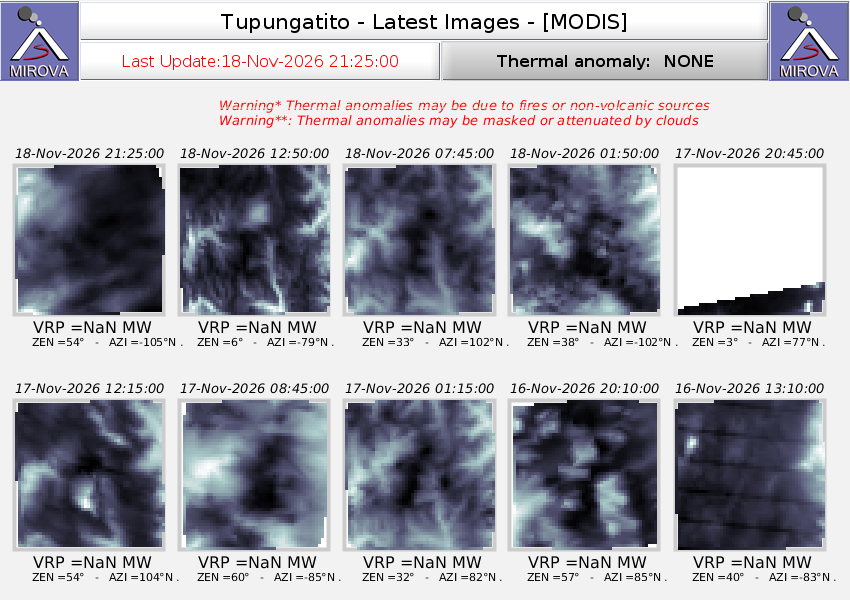 Tupungatito - Latest Images - [MODIS]
MIROVA
Last Update:18-Nov-2026 21:25:00
Thermal anomaly: NONE
MIROVA
Warning* Thermal anomalies may be due to fires or non-volcanic sources
Warning**: Thermal anomalies may be masked or attenuated by clouds
18-Nov-2026 21:25:00 18-Nov-2026 12:50:00 18-Nov-2026 07:45:00 18-Nov-2026 01:50:00 17-Nov-2026 20:45:00
VRP =NaN MW VRP =NaN MW VRP =NaN MW VRP =NaN MW VRP =NaN MW
ZEN =54° - AZI =-105°N . ZEN =6° - AZI =-79°N . ZEN =33° - AZI =102°N . ZEN =38° - AZI =-102°N . ZEN =3° - AZI =77°N .
17-Nov-2026 12:15:00 17-Nov-2026 08:45:00 17-Nov-2026 01:15:00 16-Nov-2026 20:10:00 16-Nov-2026 13:10:00
VRP =NaN MW VRP =NaN MW VRP =NaN MW VRP =NaN MW VRP =NaN MW
ZEN =54° - AZI =104°N . ZEN =60° - AZI =-85°N . ZEN =32° - AZI =82°N . ZEN =57° - AZI =85°N . ZEN =40° - AZI =-83°N .